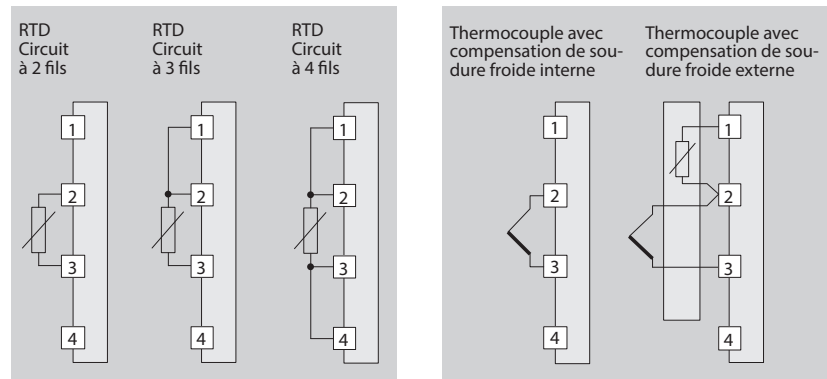 RTD
Circuit
à 2 fils
RTD
Circuit
à 3 fils
RTD
Circuit
à 4 fils
1
2
3
4
1
2
3
4
1
2
3
4
Thermocouple avec
compensation de sou-
dure froide interne
Thermocouple avec
compensation de sou-
dure froide externe
1
2
3
4
1
2
3
4